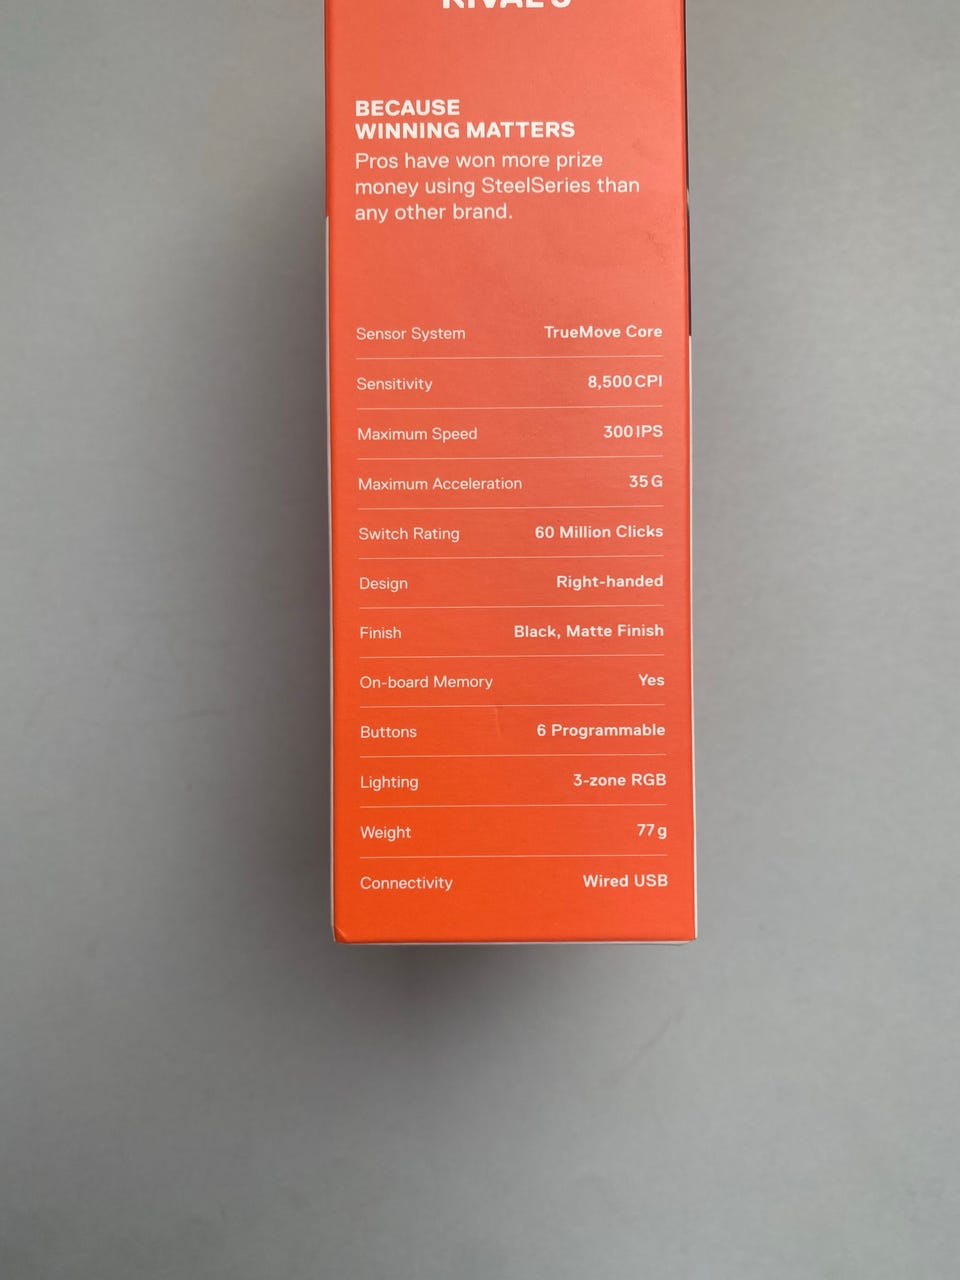 RIVAL 3
BECAUSE
WINNING MATTERS
Pros have won more prize
money using SteelSeries than
any other brand.
Sensor System TrueMove Core
Sensitivity 8,500 CPI
Maximum Speed 300 IPS
Maximum Acceleration 35 G
Switch Rating 60 Million Clicks
Design Right-handed
Finish Black, Matte Finish
On-board Memory Yes
Buttons 6 Programmable
Lighting 3-zone RGB
Weight 77 g
Connectivity Wired USB